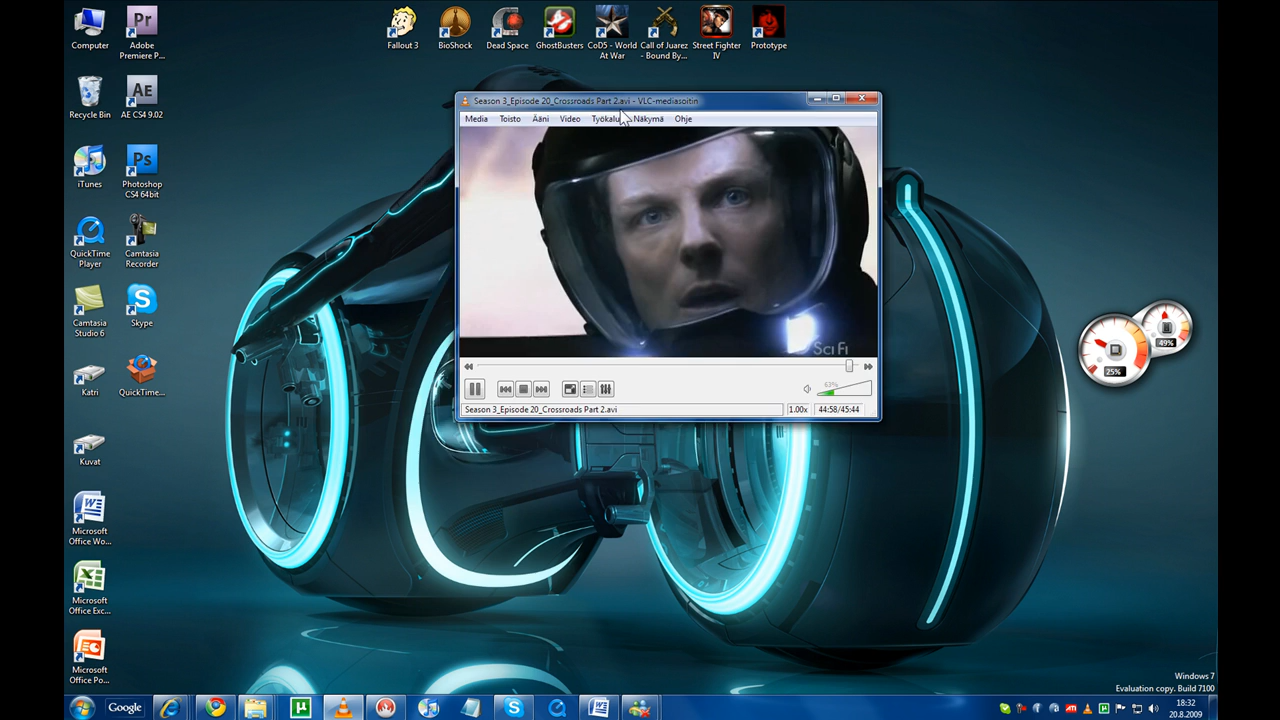 Computer
Adobe
Premiere P...
Recycle Bin
AE CS4 9.02
iTunes
Photoshop
CS4 64bit
QuickTime
Player
Camtasia
Recorder
Camtasia
Studio 6
Skype
Katri
QuickTime...
Kuvat
Microsoft
Office Wo...
Microsoft
Office Exc...
Microsoft
Office Po...
Fallout 3
BioShock
Dead Space
GhostBusters
CoD5 - World
At War
Call of Juarez
- Bound By...
Street Fighter
IV
Prototype
Season 3_Episode 20_Crossroads Part 2.avi - VLC-mediasoitin
Media Toisto Ääni Video Työkalu Näkymä Ohje
SciFi
63%
Season 3_Episode 20_Crossroads Part 2.avi 1.00x 44:58/45:44
49%
25%
Windows 7
Evaluation copy. Build 7100
Google
18:32
20.8.2009